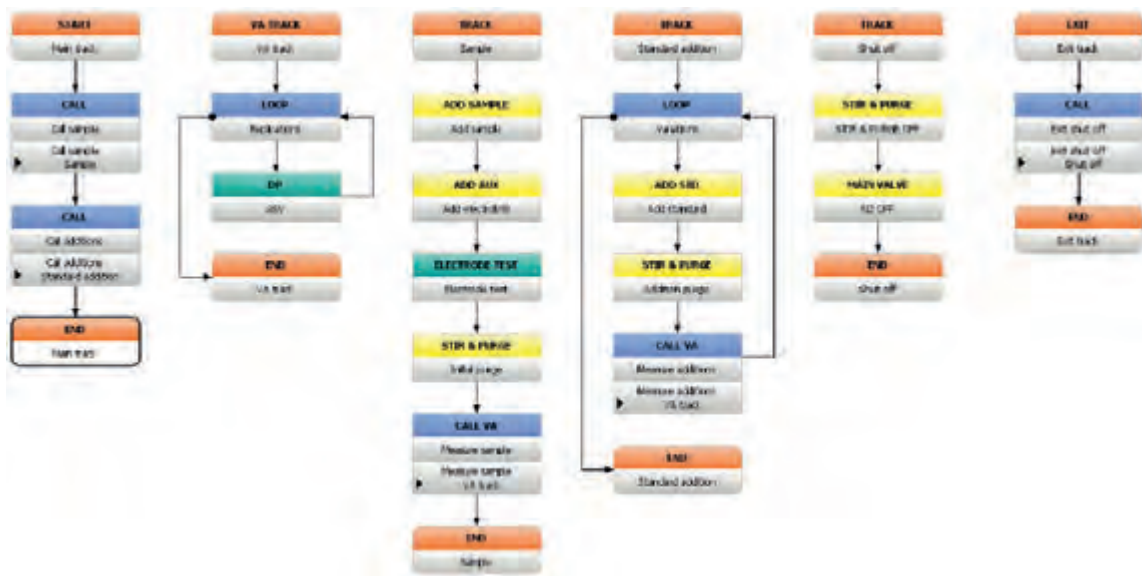 START
Main track
CALL
Call sample
Call sample
Sample
CALL
Call additions
Call additions
Standard addition
END
Main track
VA TRACK
VA track
LOOP
Replications
DP
END
VA track
TRACK
Sample
ADD SAMPLE
Add sample
ADD AUX
Add electrolyte
ELECTRODE TEST
Electrode test
STIR & PURGE
Initial purge
CALL VA
Measure sample
Measure sample
VA track
END
Sample
TRACK
Standard addition
LOOP
Variations
ADD STD
Add standard
STIR & PURGE
Addition purge
CALL VA
Measure additions
Measure additions
VA track
END
Standard addition
TRACK
Shut off
STIR & PURGE
STIR & PURGE OFF
MAIN VALVE
N2 OFF
END
Shut off
EXIT
Exit track
CALL
Exit shut off
Exit shut off
Shut off
END
Exit track